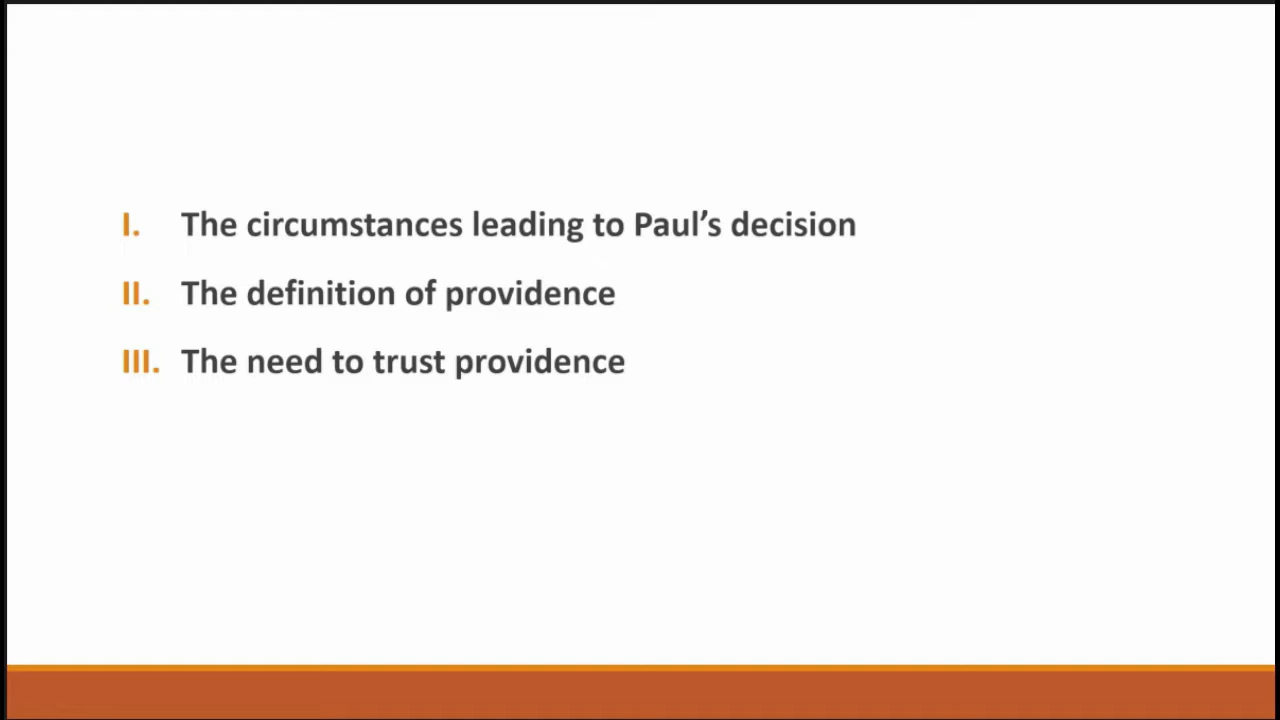 I. The circumstances leading to Paul’s decision
II. The definition of providence
III. The need to trust providence